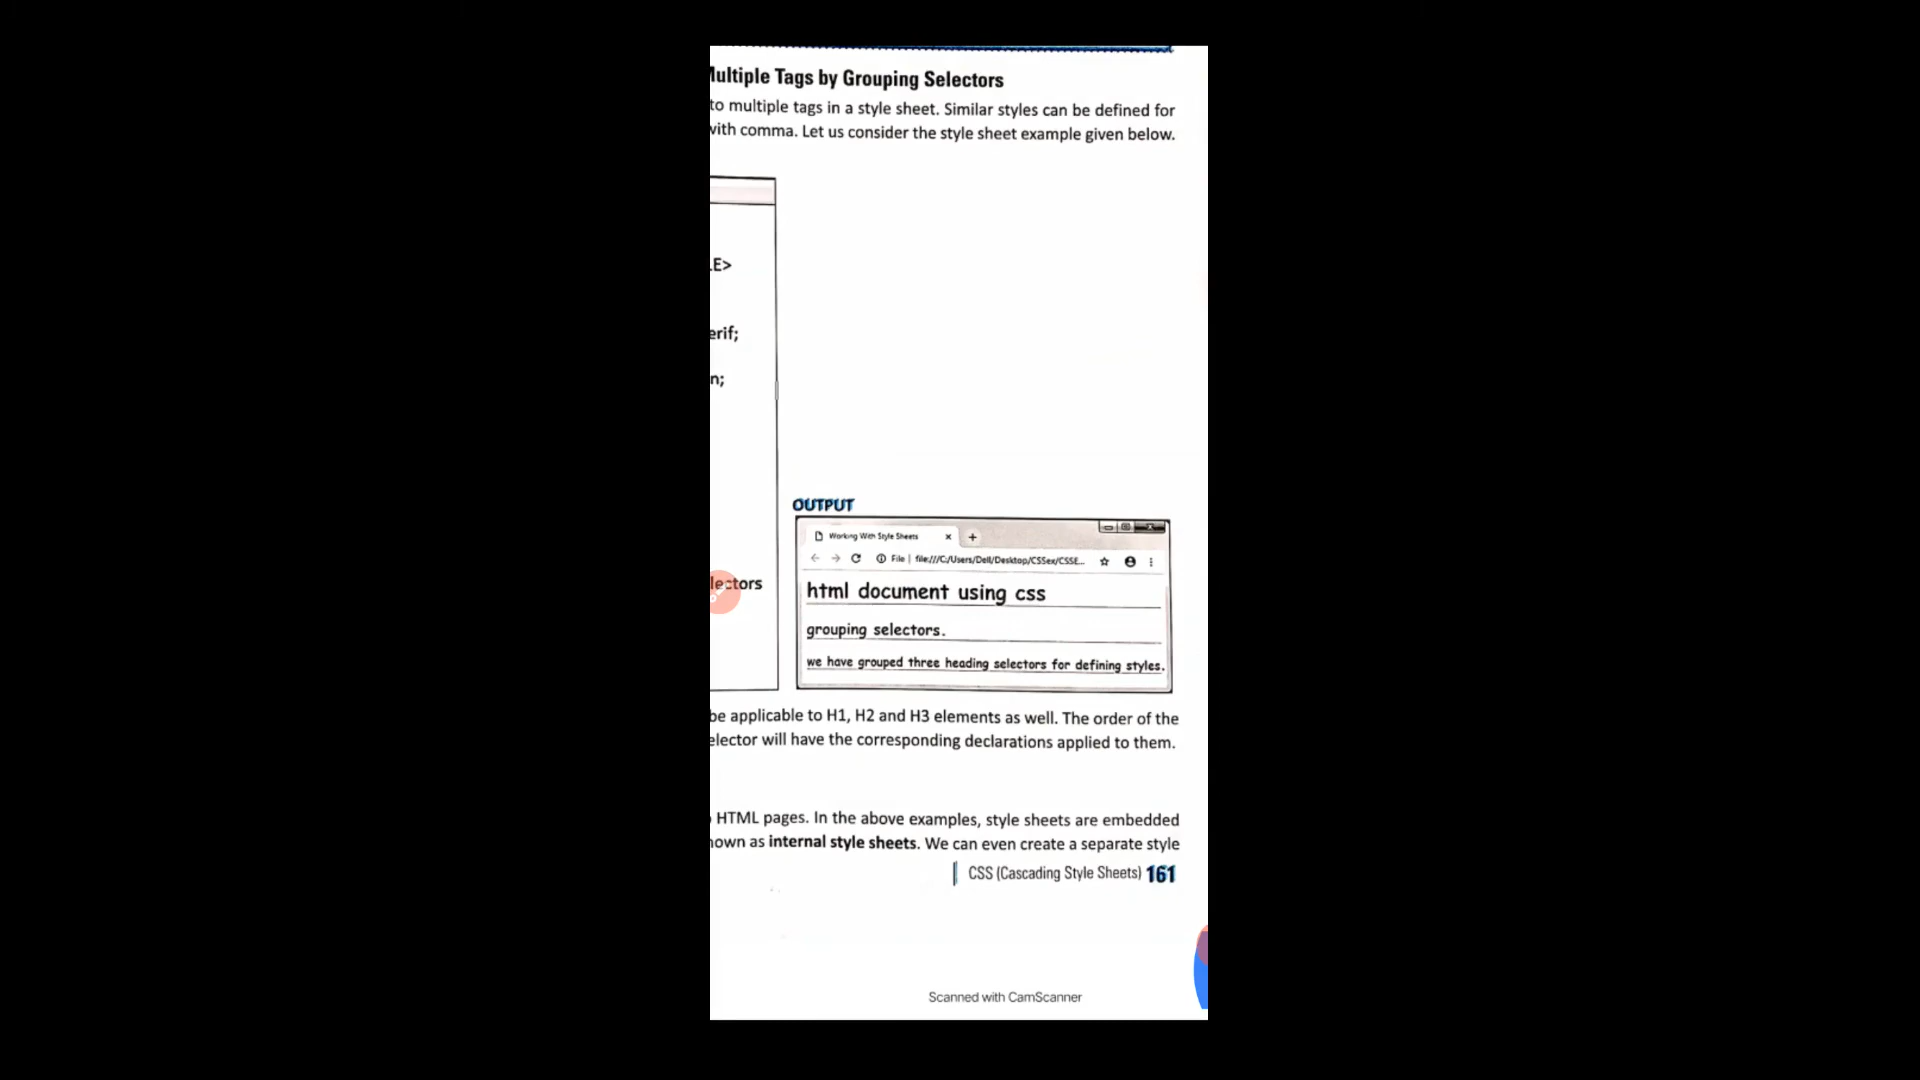 ultiple Tags by Grouping Selectors
to multiple tags in a style sheet. Similar styles can be defined for
with comma. Let us consider the style sheet example given below.
.E>
erif;
n;
lectors
OUTPUT
Working With Style Sheets
File | file:///C:/Users/Dell/Desktop/CSSex/CSSE...
html document using css
grouping selectors.
we have grouped three heading selectors for defining styles.
be applicable to H1, H2 and H3 elements as well. The order of the
elector will have the corresponding declarations applied to them.
HTML pages. In the above examples, style sheets are embedded
nown as internal style sheets. We can even create a separate style
CSS (Cascading Style Sheets) 161
Scanned with CamScanner